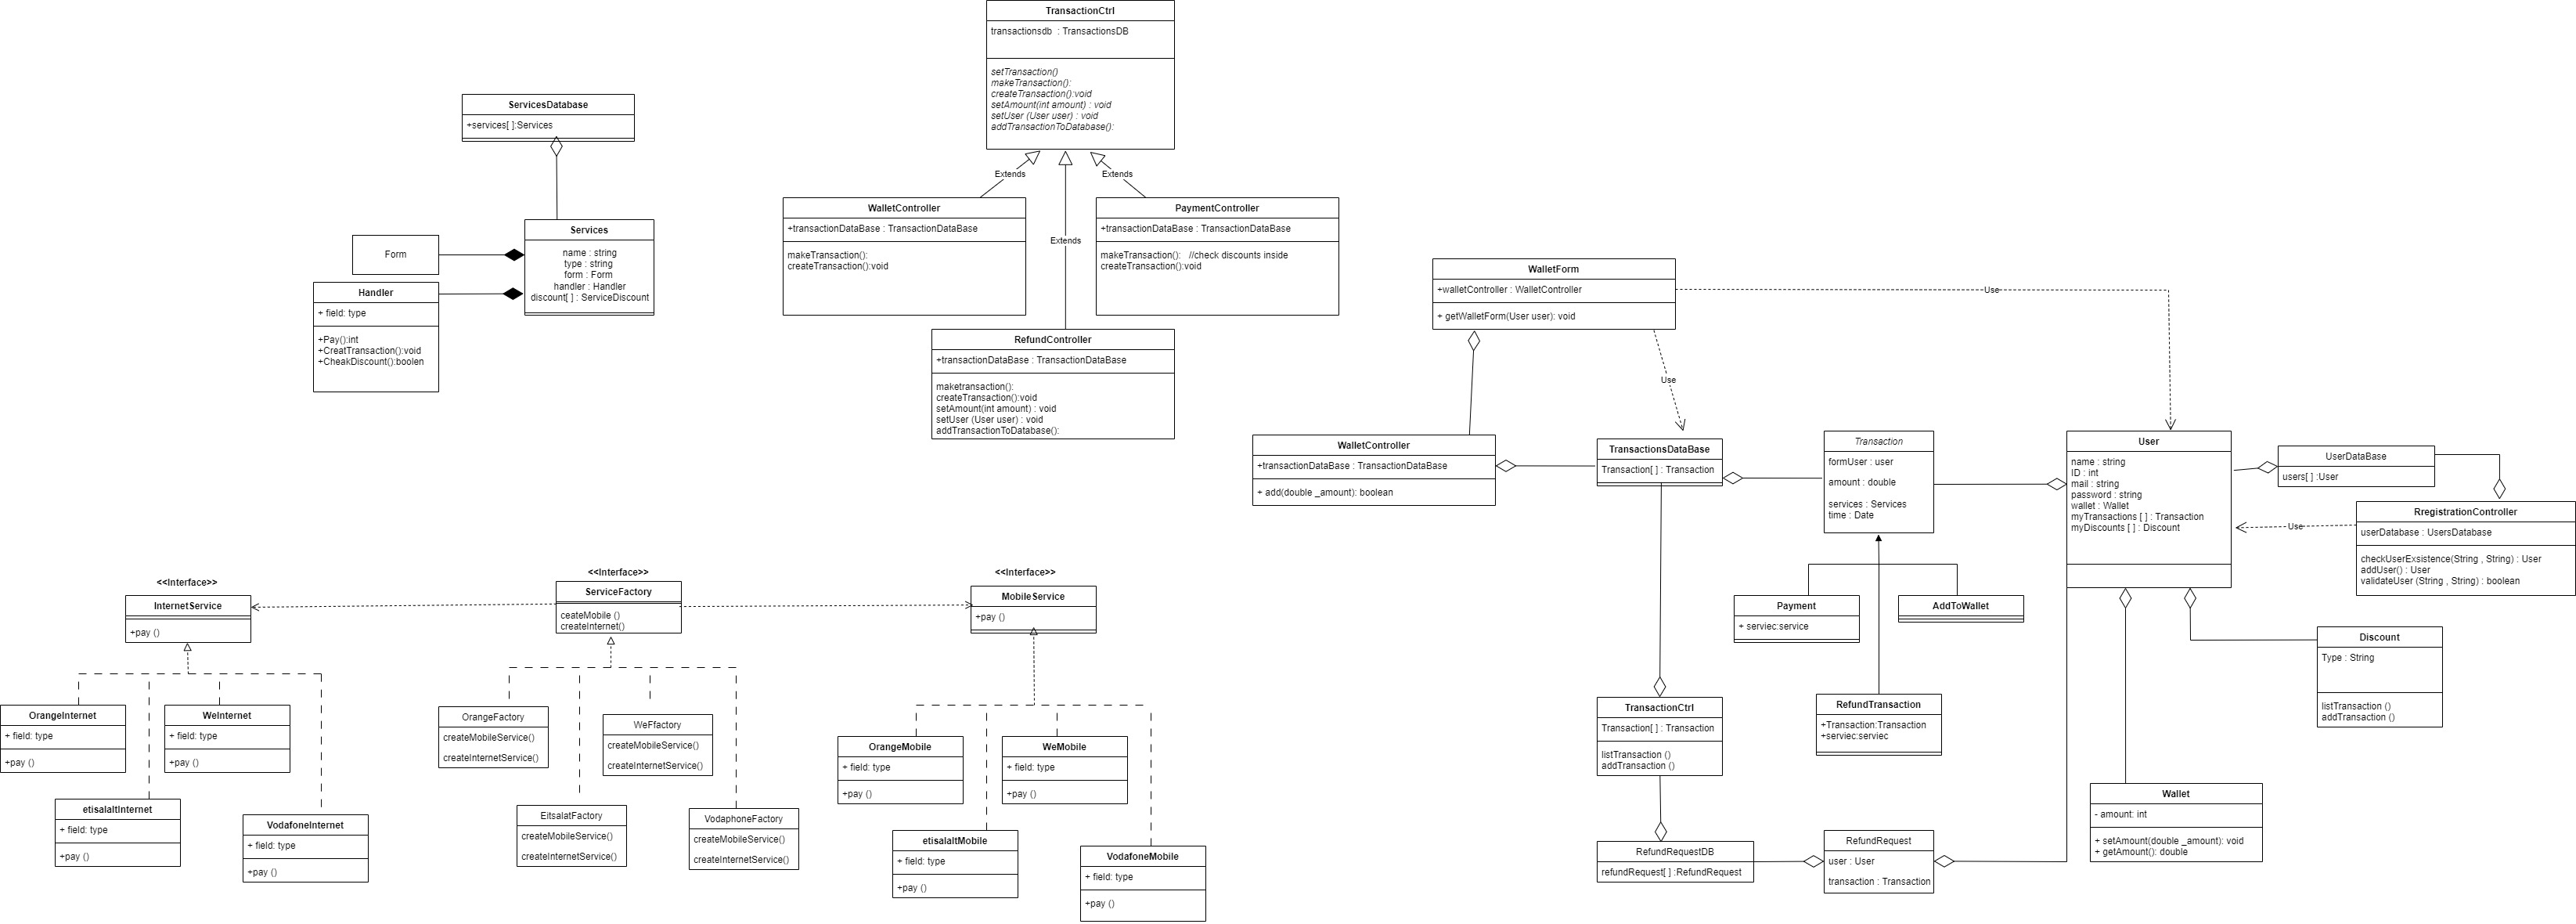 TransactionCtrl
transactionsdb : TransactionsDB
setTransaction()
makeTransaction():
createTransaction():void
setAmount(int amount) : void
setUser (User user) : void
addTransactionToDatabase():
ServicesDatabase
+services[ ]:Services
Extends
Extends
Extends
Services
name : string
type : string
form : Form
handler : Handler
discount[ ] : ServiceDiscount
Form
Handler
+ field: type
+Pay():int
+CreatTransaction():void
+CheakDiscount():boolen
WalletController
+transactionDataBase : TransactionDataBase
makeTransaction():
createTransaction():void
PaymentController
+transactionDataBase : TransactionDataBase
makeTransaction(): //check discounts inside
createTransaction():void
RefundController
+transactionDataBase : TransactionDataBase
maketransaction():
createTransaction():void
setAmount(int amount) : void
setUser (User user) : void
addTransactionToDatabase():
WalletForm
+walletController : WalletController
+ getWalletForm(User user): void
Use
Use
WalletController
+transactionDataBase : TransactionDataBase
+ add(double _amount): boolean
TransactionsDataBase
Transaction[ ] : Transaction
Transaction
formUser : user
amount : double
services : Services
time : Date
User
name : string
ID : int
mail : string
password : string
wallet : Wallet
myTransactions [ ] : Transaction
myDiscounts [ ] : Discount
UserDataBase
users[ ] :User
Use
RregistrationController
userDatabase : UsersDatabase
checkUserExsistence(String , String) : User
addUser() : User
validateUser (String , String) : boolean
<<Interface>>
InternetService
+pay ()
<<Interface>>
ServiceFactory
ceateMobile ()
createInternet()
<<Interface>>
MobileService
+pay ()
Payment
+ serviec:service
AddToWallet
Discount
Type : String
listTransaction ()
addTransaction ()
OrangeInternet
+ field: type
+pay ()
WeInternet
+ field: type
+pay ()
etisalaltInternet
+ field: type
+pay ()
VodafoneInternet
+ field: type
+pay ()
OrangeFactory
createMobileService()
createInternetService()
WeFfactory
createMobileService()
createInternetService()
EitsalatFactory
createMobileService()
createInternetService()
VodaphoneFactory
createMobileService()
createInternetService()
OrangeMobile
+ field: type
+pay ()
WeMobile
+ field: type
+pay ()
etisalaltMobile
+ field: type
+pay ()
VodafoneMobile
+ field: type
+pay ()
TransactionCtrl
Transaction[ ] : Transaction
listTransaction ()
addTransaction ()
RefundTransaction
+Transaction:Transaction
+serviec:serviec
Wallet
- amount: int
+ setAmount(double _amount): void
+ getAmount(): double
RefundRequestDB
refundRequest[ ] :RefundRequest
RefundRequest
user : User
transaction : Transaction